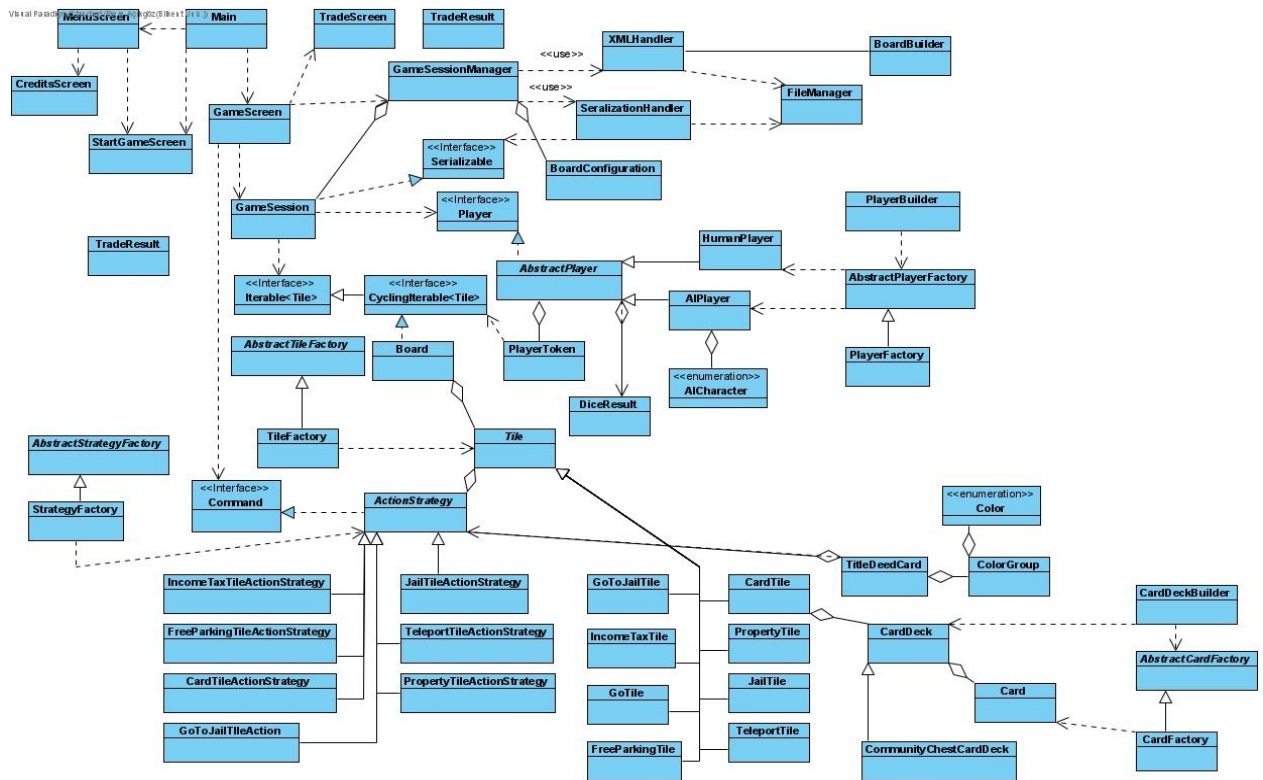 Visual Paradigm
MenuScreen
Main
TradeScreen
TradeResult
XMLHandler
BoardBuilder
<<use>>
GameSessionManager
CreditsScreen
<<use>>
FileManager
SeralizationHandler
GameScreen
StartGameScreen
<<Interface>>
Serializable
BoardConfiguration
GameSession
<<Interface>>
Player
PlayerBuilder
TradeResult
HumanPlayer
AbstractPlayer
AbstractPlayerFactory
<<Interface>>
Iterable<Tile>
<<Interface>>
CyclingIterable<Tile>
AIPlayer
AbstractTileFactory
Board
PlayerToken
PlayerFactory
<<enumeration>>
AICharacter
DiceResult
TileFactory
Tile
AbstractStrategyFactory
<<Interface>>
Command
ActionStrategy
StrategyFactory
<<enumeration>>
Color
TitleDeedCard
ColorGroup
IncomeTaxTileActionStrategy
JailTileActionStrategy
GoToJailTile
CardTile
CardDeckBuilder
FreeParkingTileActionStrategy
TeleportTileActionStrategy
IncomeTaxTile
PropertyTile
CardDeck
AbstractCardFactory
CardTileActionStrategy
PropertyTileActionStrategy
GoTile
JailTile
Card
GoToJailTIleAction
FreeParkingTile
TeleportTile
CommunityChestCardDeck
CardFactory